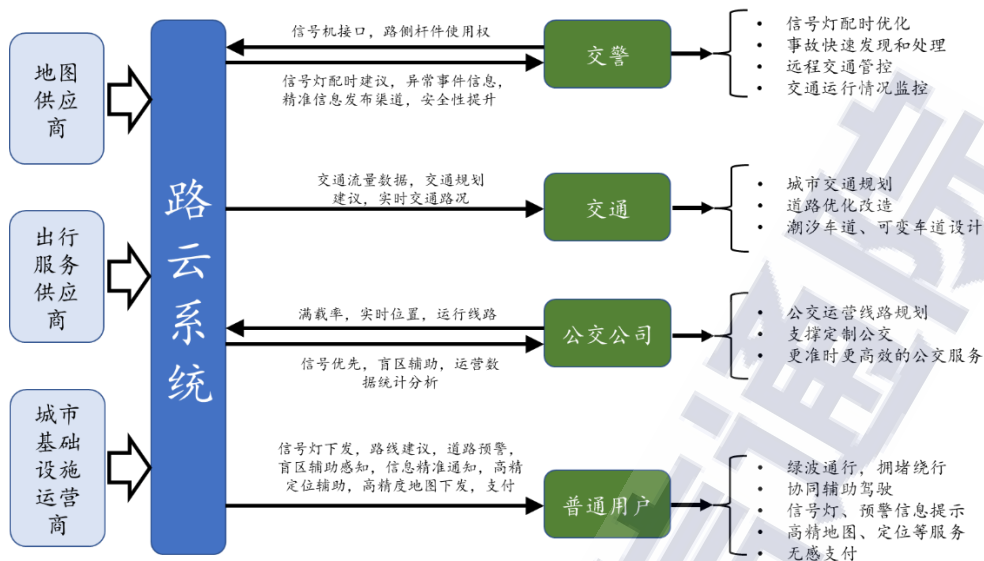 地图
供应
商
出行
服务
供应
商
城市
基础
设施
运营
商
路云系统
信号机接口，路侧杆件使用权
信号灯配时建议，异常事件信息，
精准信息发布渠道，安全性提升
交警
• 信号灯配时优化
• 事故快速发现和处理
• 远程交通管控
• 交通运行情况监控
交通流量数据，交通规划
建议，实时交通路况
交通
• 城市交通规划
• 道路优化改造
• 潮汐车道、可变车道设计
满载率，实时位置，运行线路
信号优先，盲区辅助，运营数
据统计分析
公交公司
• 公交运营线路规划
• 支撑定制公交
• 更准时更高效的公交服务
信号灯下发，路线建议，道路预警，
盲区辅助感知，信息精准通知，高精
定位辅助，高精度地图下发，支付
普通用户
• 绿波通行，拥堵绕行
• 协同辅助驾驶
• 信号灯、预警信息提示
• 高精地图、定位等服务
• 无感支付